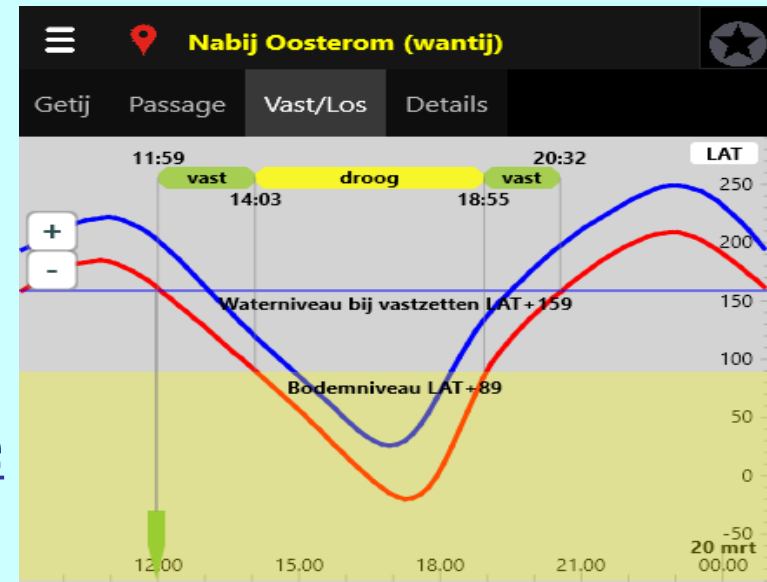 Nabij Oosterom (wantij)
Getij Passage Vast/Los Details
11:59 20:32 LAT
vast droog vast
14:03 18:55
250
+
200
-
Waterniveau bij vastzetten LAT+159
150
100
Bodemniveau LAT+89
50
0
-50
20 mrt
12.00 15.00 18.00 21.00 00.00